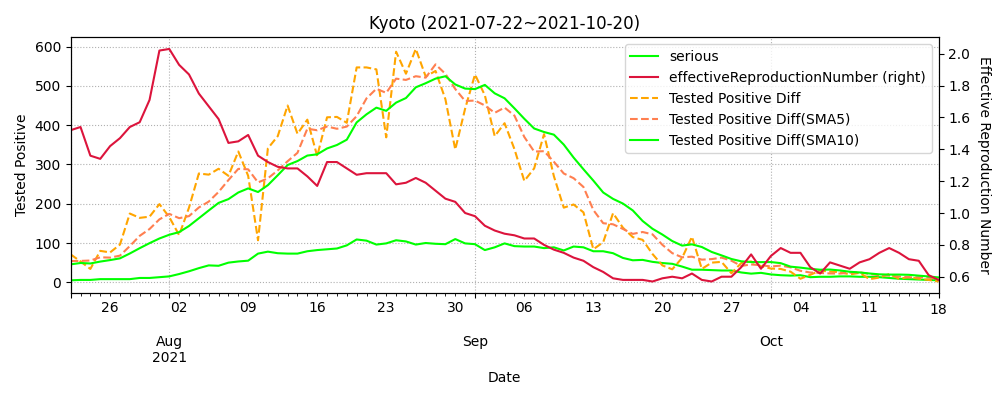 Kyoto (2021-07-22~2021-10-20)
600
500
400
300
200
100
0
Tested Positive
2.0
1.8
1.6
1.4
1.2
1.0
0.8
0.6
Effective Reproduction Number
serious
effectiveReproductionNumber (right)
Tested Positive Diff
Tested Positive Diff(SMA5)
Tested Positive Diff(SMA10)
26 02 09 16 23 30 06 13 20 27 04 11 18
Aug Sep Oct
2021
Date